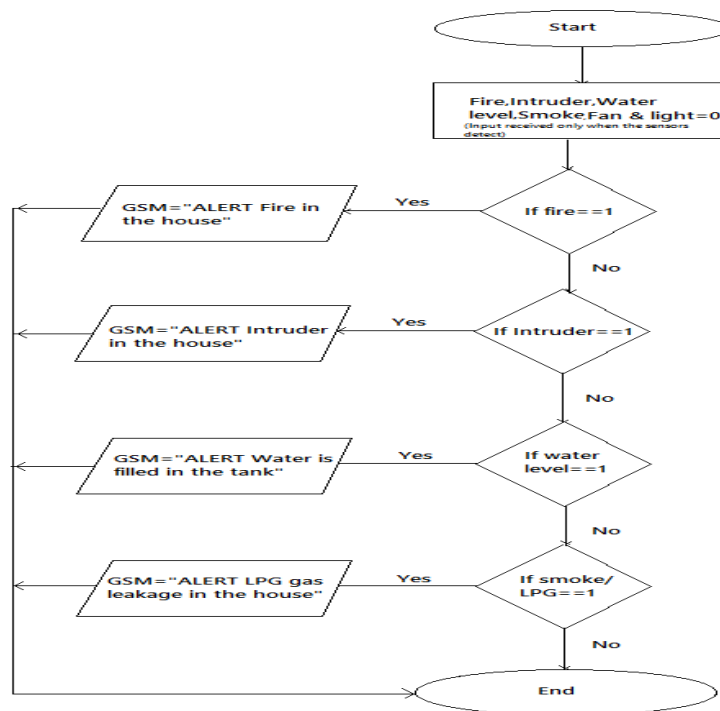 Start
Fire,Intruder,Water
level,Smoke,Fan & light=0
(Input received only when the sensors
detect)
If fire==1
Yes
GSM="ALERT Fire in
the house"
No
If Intruder==1
Yes
GSM="ALERT Intruder
in the house"
No
If water
level==1
Yes
GSM="ALERT Water is
filled in the tank"
No
If smoke/
LPG==1
Yes
GSM="ALERT LPG gas
leakage in the house"
No
End